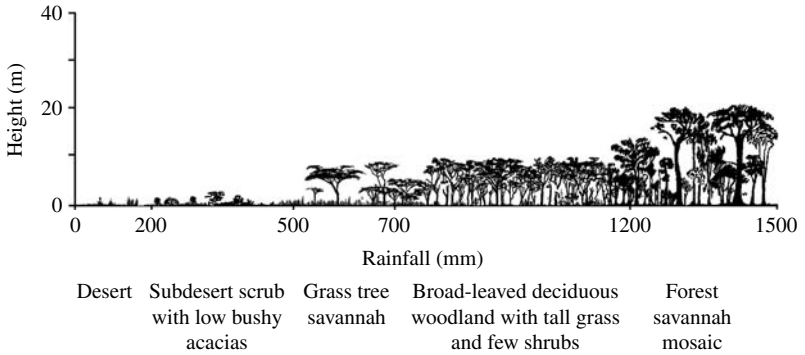 40
20
0
Height (m)
0 200 500 700 1200 1500
Rainfall (mm)
Desert Subdesert scrub Grass tree Broad-leaved deciduous Forest
with low bushy savannah woodland with tall grass savannah
acacias and few shrubs mosaic